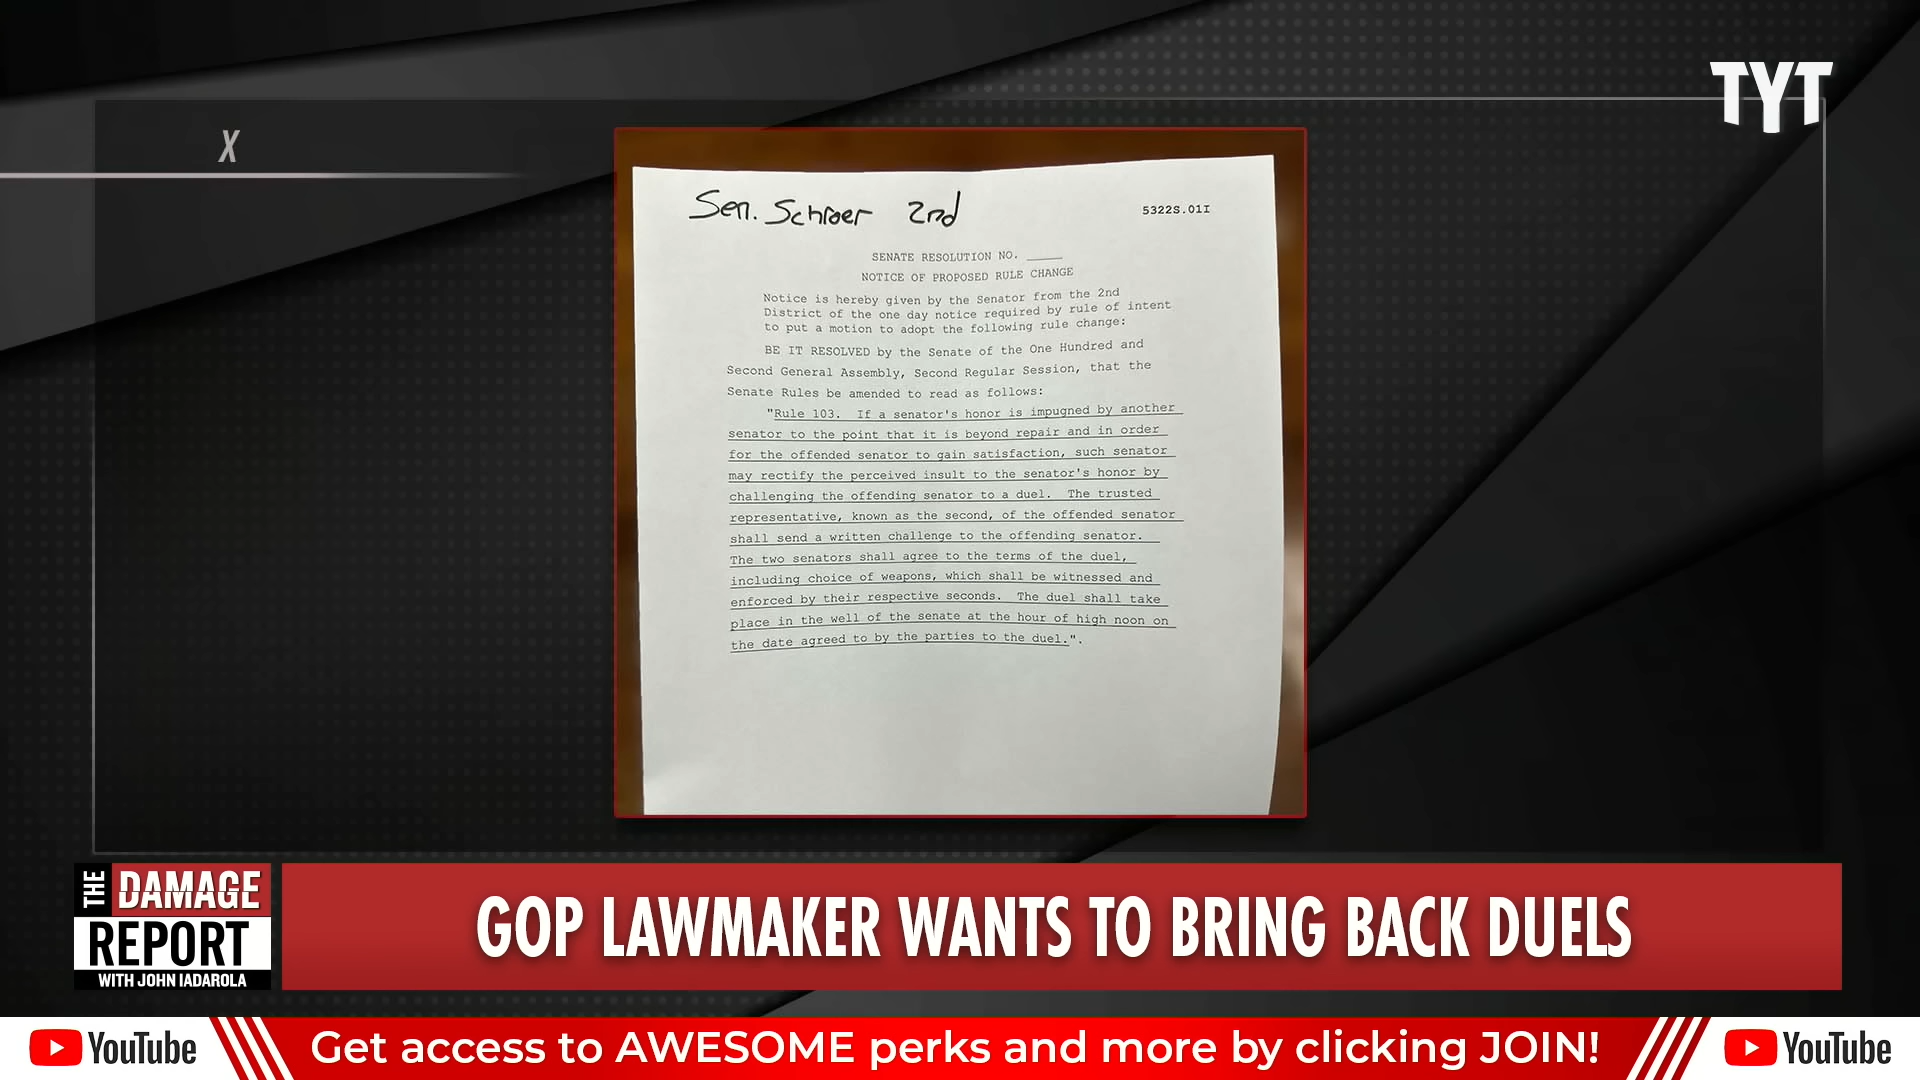 TYT
X
Sen. Schroer 2nd
5322S.01I
SENATE RESOLUTION NO. _____
NOTICE OF PROPOSED RULE CHANGE
Notice is hereby given by the Senator from the 2nd
District of the one day notice required by rule of intent
to put a motion to adopt the following rule change:
BE IT RESOLVED by the Senate of the One Hundred and
Second General Assembly, Second Regular Session, that the
Senate Rules be amended to read as follows:
"Rule 103. If a senator's honor is impugned by another
senator to the point that it is beyond repair and in order
for the offended senator to gain satisfaction, such senator
may rectify the perceived insult to the senator's honor by
challenging the offending senator to a duel. The trusted
representative, known as the second, of the offended senator
shall send a written challenge to the offending senator.
The two senators shall agree to the terms of the duel,
including choice of weapons, which shall be witnessed and
enforced by their respective seconds. The duel shall take
place in the well of the senate at the hour of high noon on
the date agreed to by the parties to the duel.".
THE DAMAGE
REPORT
WITH JOHN IADAROLA
GOP LAWMAKER WANTS TO BRING BACK DUELS
YouTube
Get access to AWESOME perks and more by clicking JOIN!
YouTube